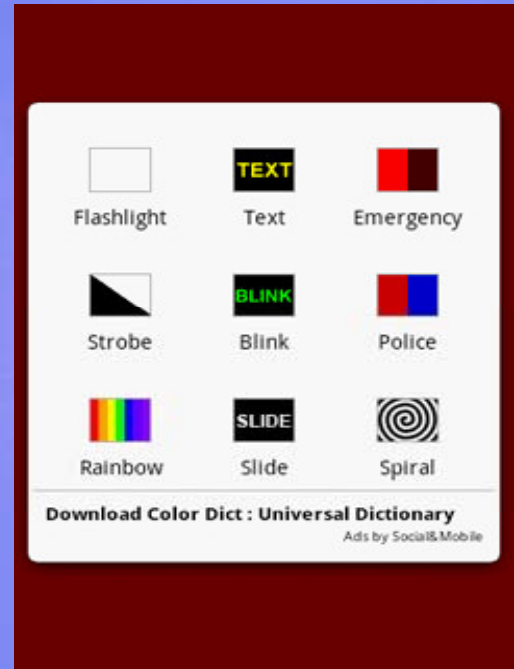 TEXT
Flashlight Text Emergency
BLINK
Strobe Blink Police
SLIDE
Rainbow Slide Spiral
Download Color Dict : Universal Dictionary
Ads by Social&Mobile